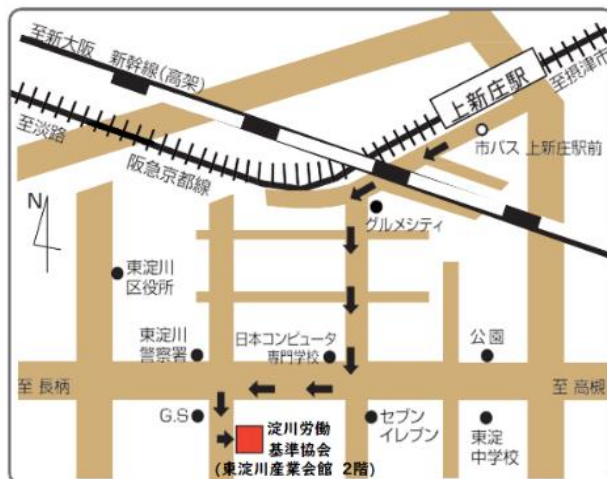 至新大阪
新幹線(高架)
上新庄駅
至摂津市
至淡路
市バス 上新庄駅前
阪急京都線
N
グルメシティ
東淀川
区役所
東淀川
警察署
日本コンピュータ
専門学校
公園
至 長柄
至 高槻
G.S
淀川労働
基準協会
(東淀川産業会館 2階)
セブン
イレブン
東淀
中学校